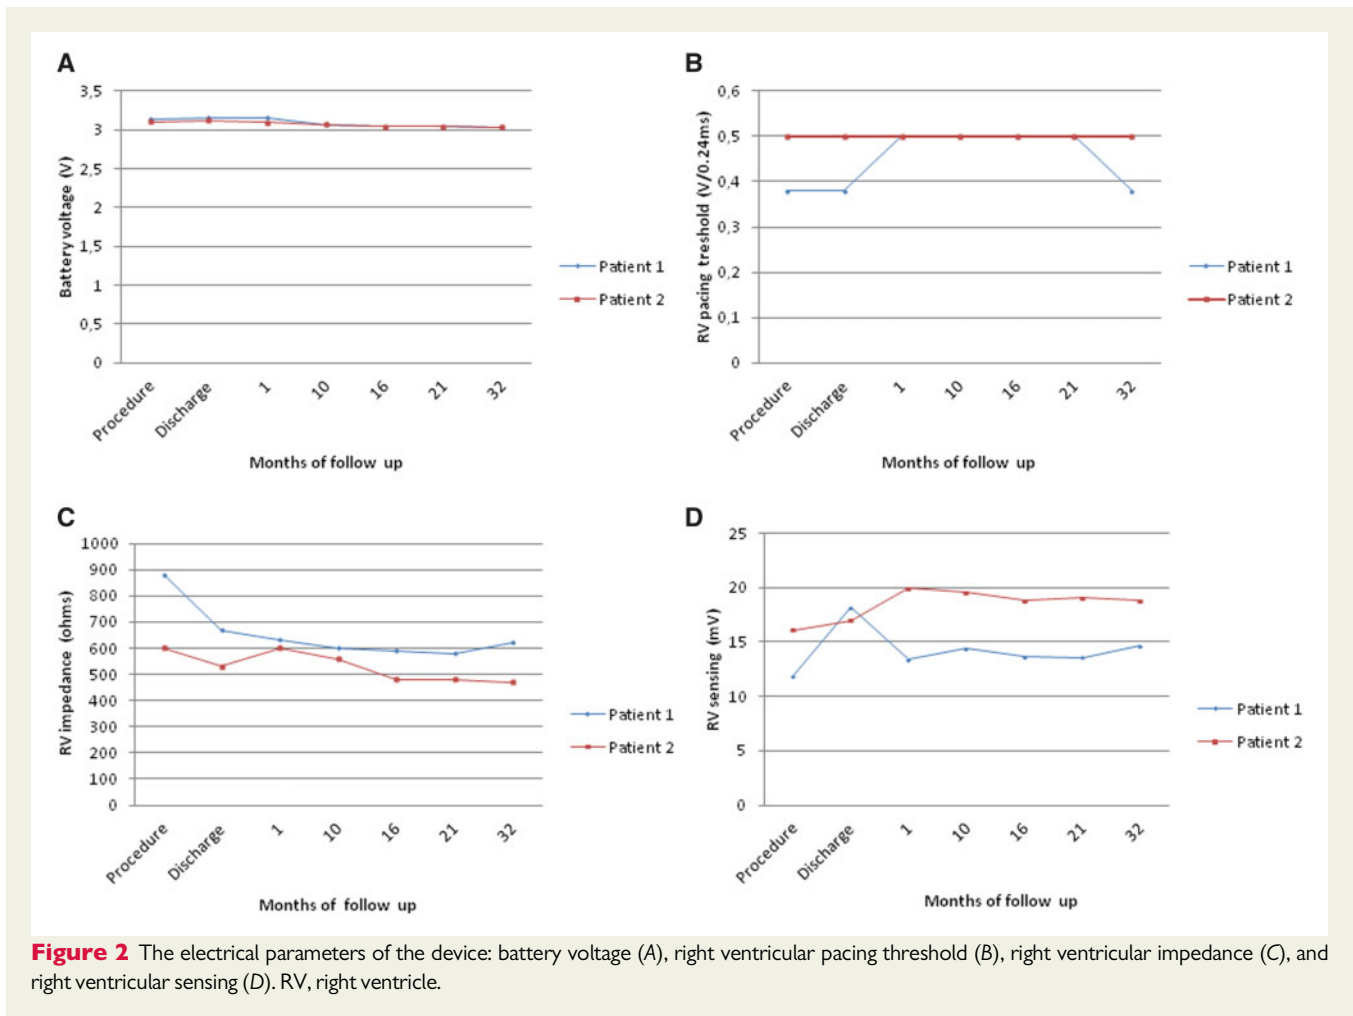 A
3,5
3
2,5
2
1,5
1
0,5
0
Battery voltage (V)
Procedure
Discharge
1
10
16
21
32
Months of follow up
Patient 1
Patient 2
B
0,6
0,5
0,4
0,3
0,2
0,1
0
RV pacing treshold (V/0.24ms)
Procedure
Discharge
1
10
16
21
32
Months of follow up
Patient 1
Patient 2
C
1000
900
800
700
600
500
400
300
200
100
0
RV impedance (ohms)
Procedure
Discharge
1
10
16
21
32
Months of follow up
Patient 1
Patient 2
D
25
20
15
10
5
0
RV sensing (mV)
Procedure
Discharge
1
10
16
21
32
Months of follow up
Patient 1
Patient 2
Figure 2 The electrical parameters of the device: battery voltage (A), right ventricular pacing threshold (B), right ventricular impedance (C), and
right ventricular sensing (D). RV, right ventricle.